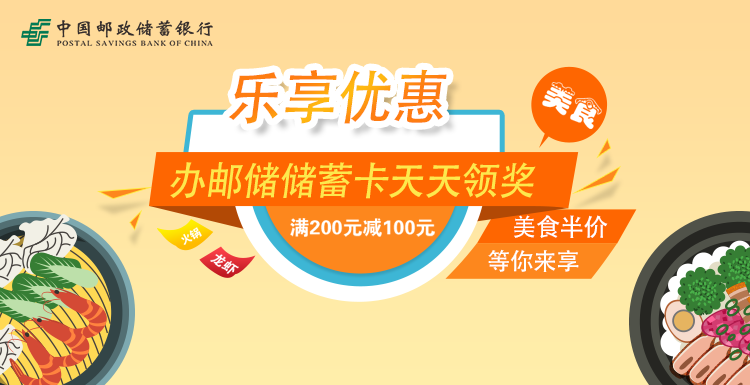 中国邮政储蓄银行
POSTAL SAVINGS BANK OF CHINA
乐享优惠
美食
办邮储储蓄卡天天领奖
满200元减100元
美食半价
等你来享
火锅
龙虾